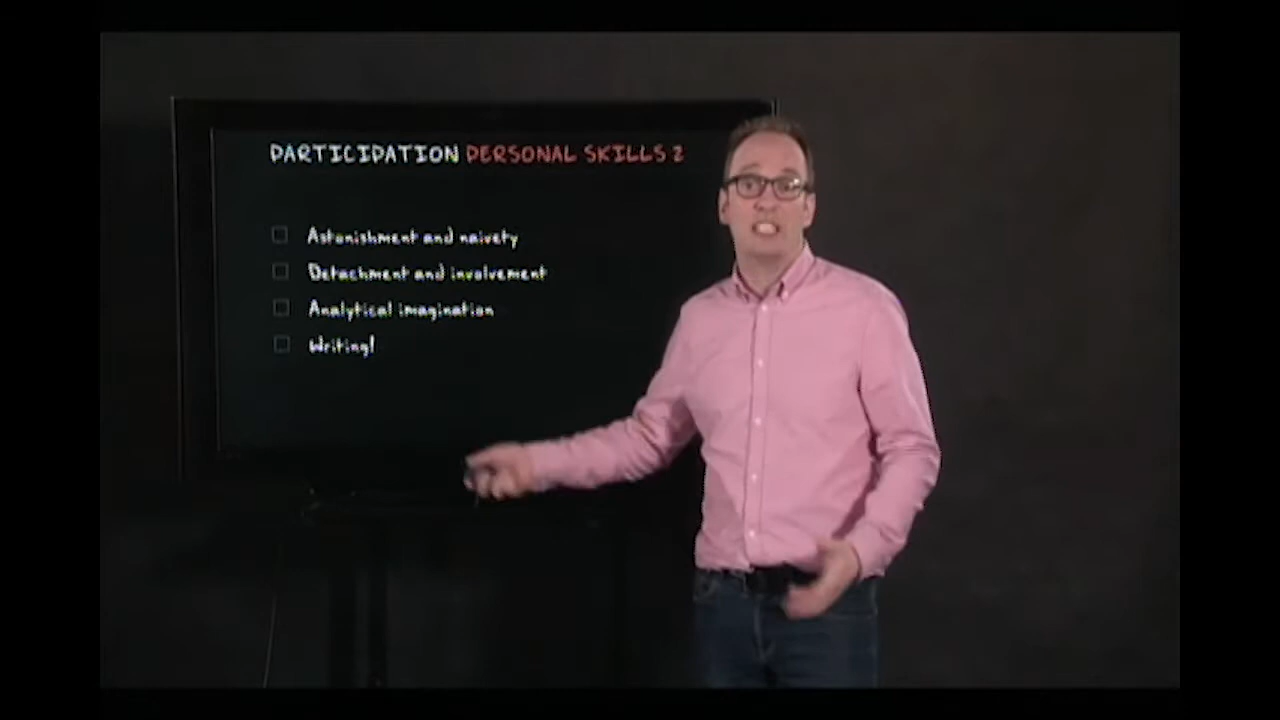 PARTICIPATION PERSONAL SKILLS 2
Astonishment and naivety
Detachment and involvement
Analytical imagination
Writing!